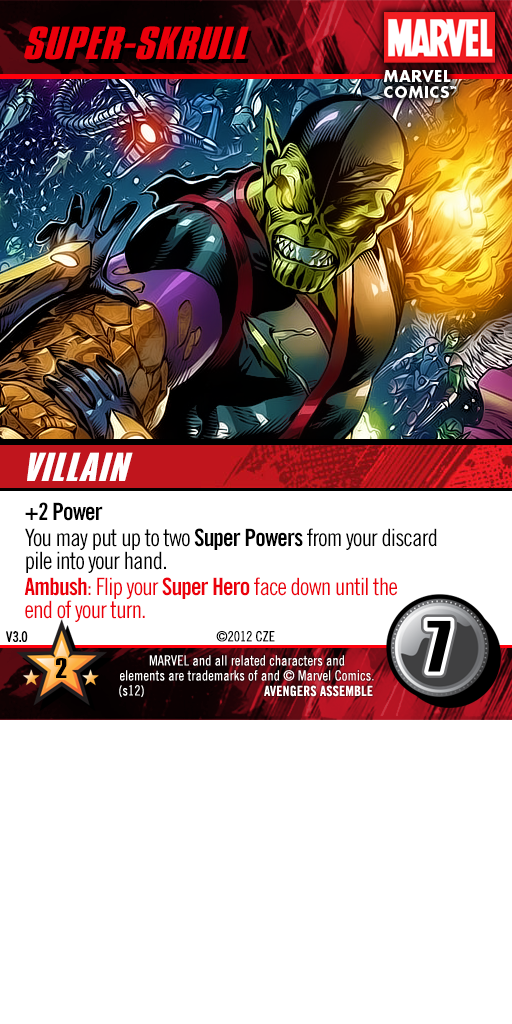 SUPER-SKRULL
MARVEL
MARVEL
COMICS™
VILLAIN
+2 Power
You may put up to two Super Powers from your discard
pile into your hand.
Ambush: Flip your Super Hero face down until the
end of your turn.
V3.0
©2012 CZE
7
2
MARVEL and all related characters and
elements are trademarks of and © Marvel Comics.
(s12)
AVENGERS ASSEMBLE